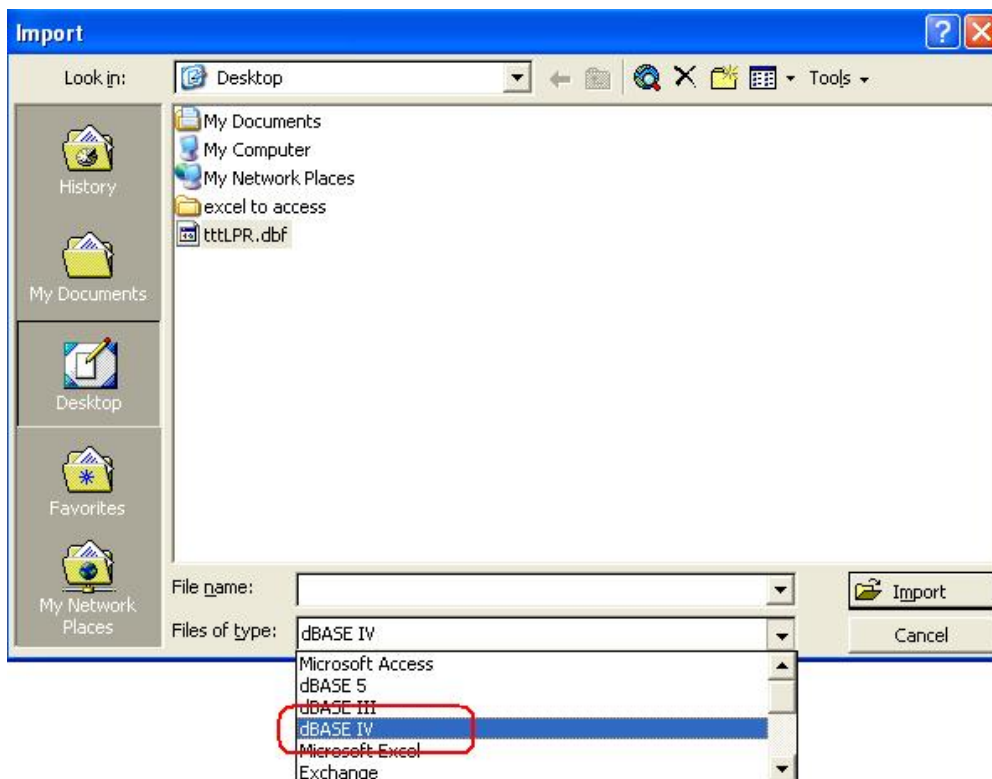 Import
Look in:
Desktop
Tools
History
My Documents
Desktop
Favorites
My Network
Places
My Documents
My Computer
My Network Places
excel to access
tttLPR.dbf
File name:
Import
Files of type:
dBASE IV
Cancel
Microsoft Access
dBASE 5
dBASE III
dBASE IV
Microsoft Excel
Exchange